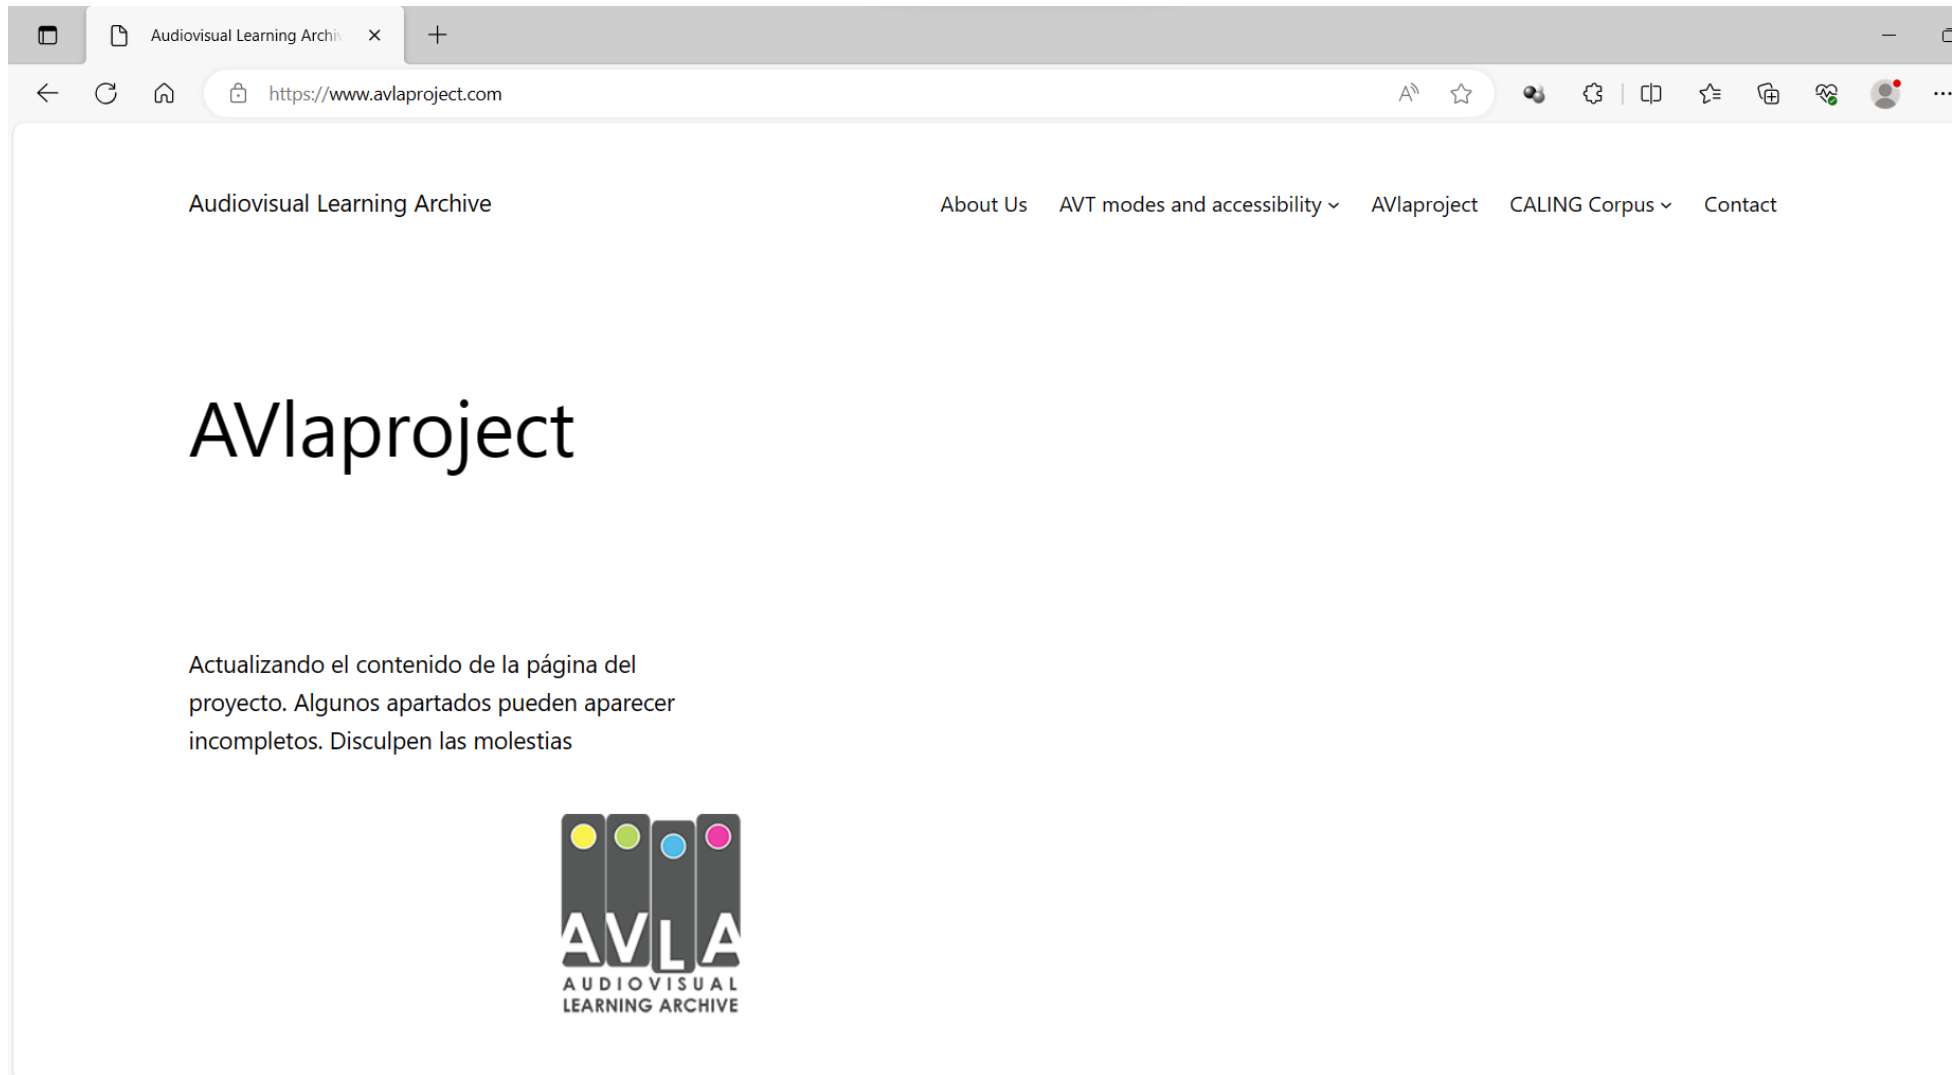 Audiovisual Learning Archi
https://www.avlaproject.com
Audiovisual Learning Archive
About Us AVT modes and accessibility AVlaproject CALING Corpus Contact
AVlaproject
Actualizando el contenido de la página del
proyecto. Algunos apartados pueden aparecer
incompletos. Disculpen las molestias
AVLA
AUDIOVISUAL
LEARNING ARCHIVE